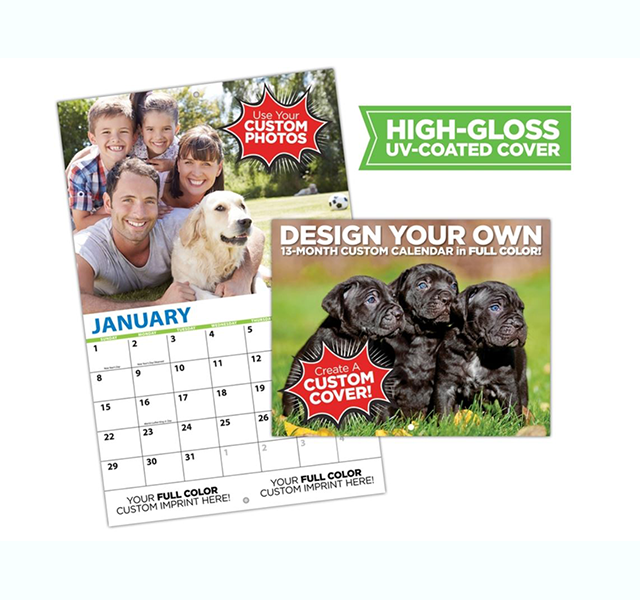 Use Your
CUSTOM
PHOTOS
HIGH-GLOSS
UV-COATED COVER
DESIGN YOUR OWN
13-MONTH CUSTOM CALENDAR in FULL COLOR!
Create A
CUSTOM
COVER!
JANUARY
SUNDAY MONDAY TUESDAY WEDNESDAY
1 2 3 4 5
8 9 10 11 12
15 16 17 18 19
22 23 24 25 26
29 30 31 1 2 3 4
YOUR FULL COLOR
CUSTOM IMPRINT HERE!
YOUR FULL COLOR
CUSTOM IMPRINT HERE!